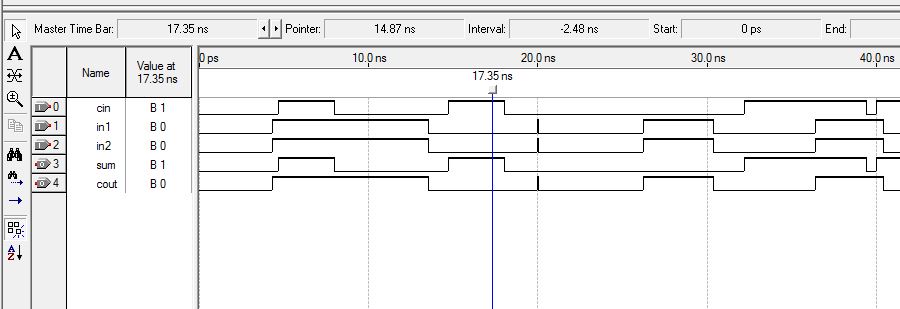 Master Time Bar: 17.35 ns Pointer: 14.87 ns Interval: -2.48 ns Start: 0 ps End:
A
Name Value at 17.35 ns
0 ps 10.0 ns 20.0 ns 30.0 ns 40.0 ns
17.35 ns
0 cin B 1
1 in1 B 0
2 in2 B 0
3 sum B 1
4 cout B 0
A
Z